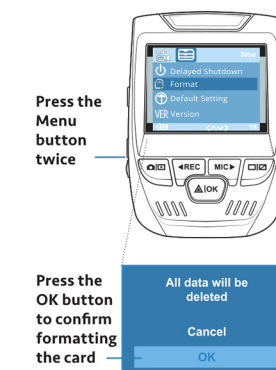 Setup
Delayed Shutdown
Format
Default Setting
VER Version
Press the
Menu
button
twice
◀REC
MIC▶
OK
Press the
OK button
to confirm
formatting
the card
All data will be
deleted
Cancel
OK